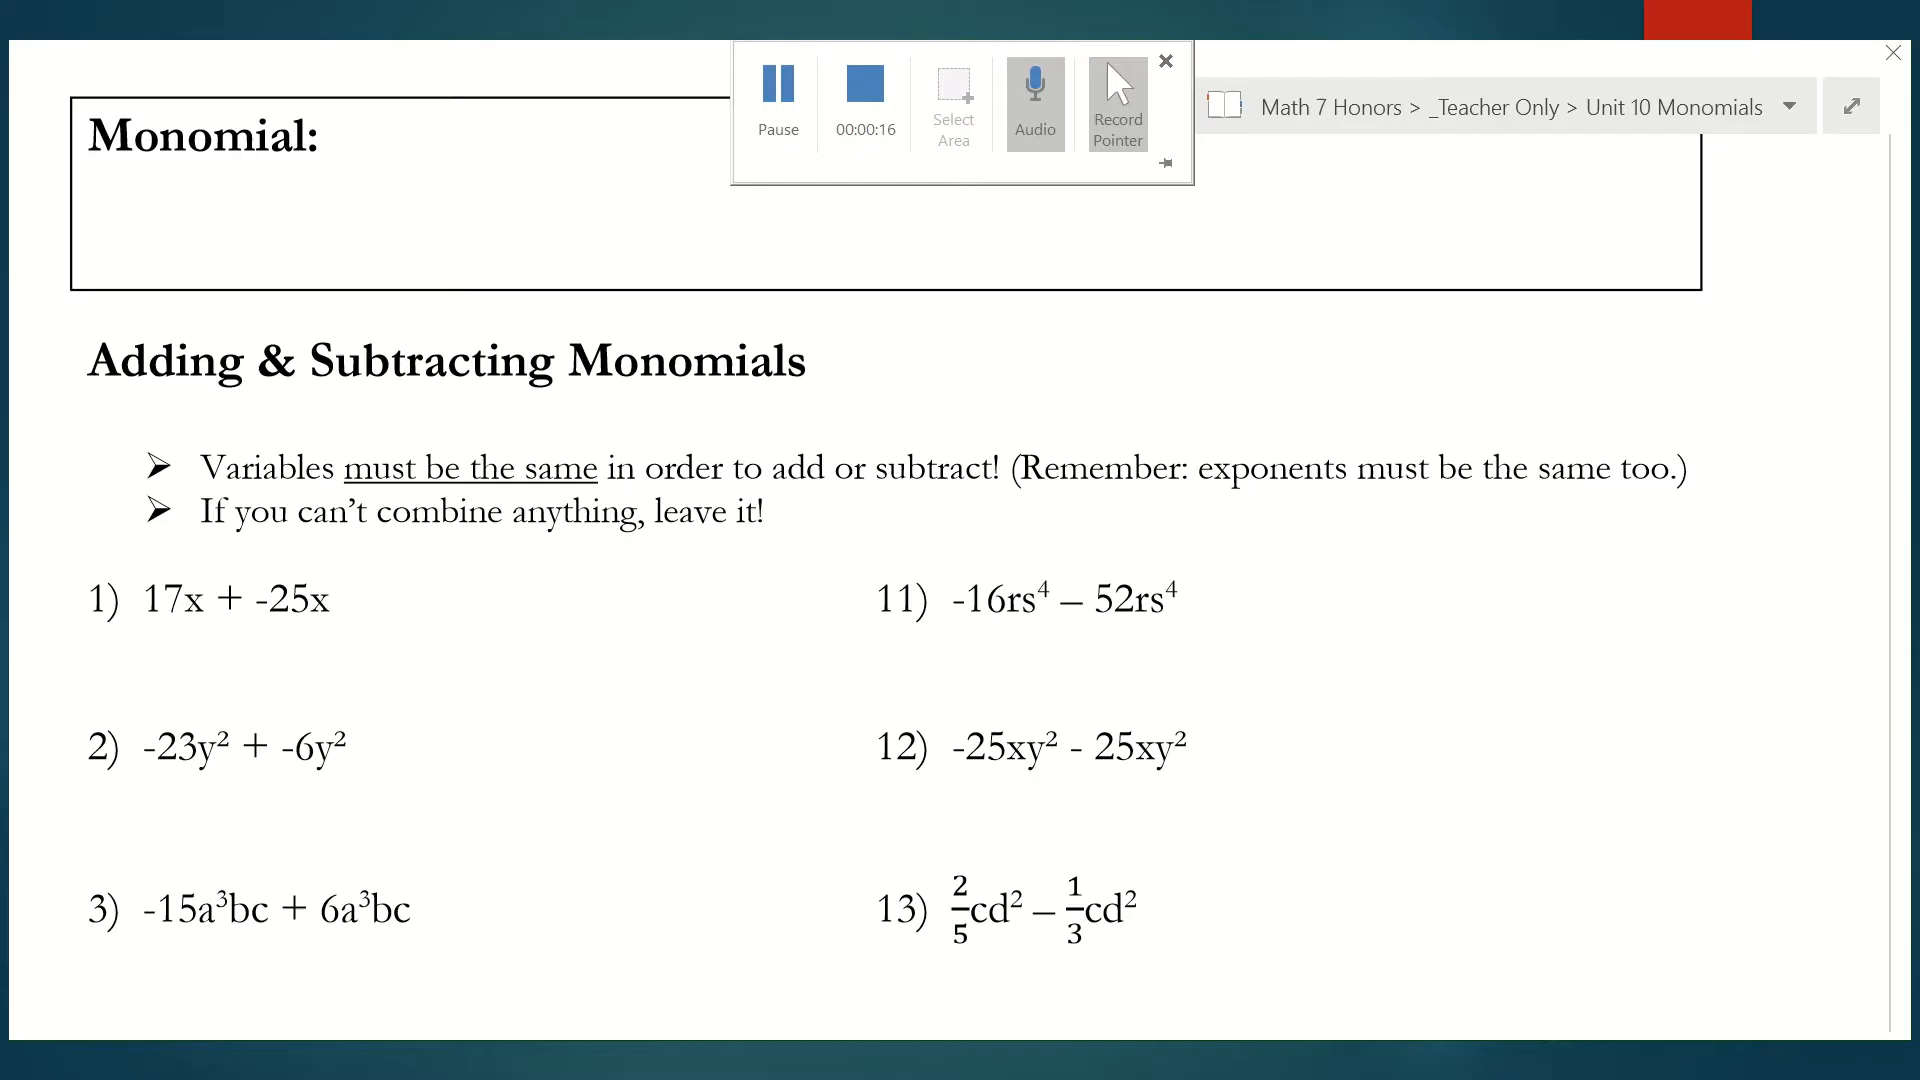 Pause
00:00:16
Select
Area
Audio
Record
Pointer
Math 7 Honors > _Teacher Only > Unit 10 Monomials
Monomial:
Adding & Subtracting Monomials
➢ Variables must be the same in order to add or subtract! (Remember: exponents must be the same too.)
➢ If you can’t combine anything, leave it!
1) 17x + -25x
11) -16rs⁴ – 52rs⁴
2) -23y² + -6y²
12) -25xy² - 25xy²
3) -15a³bc + 6a³bc
13) 2/5cd² – 1/3cd²